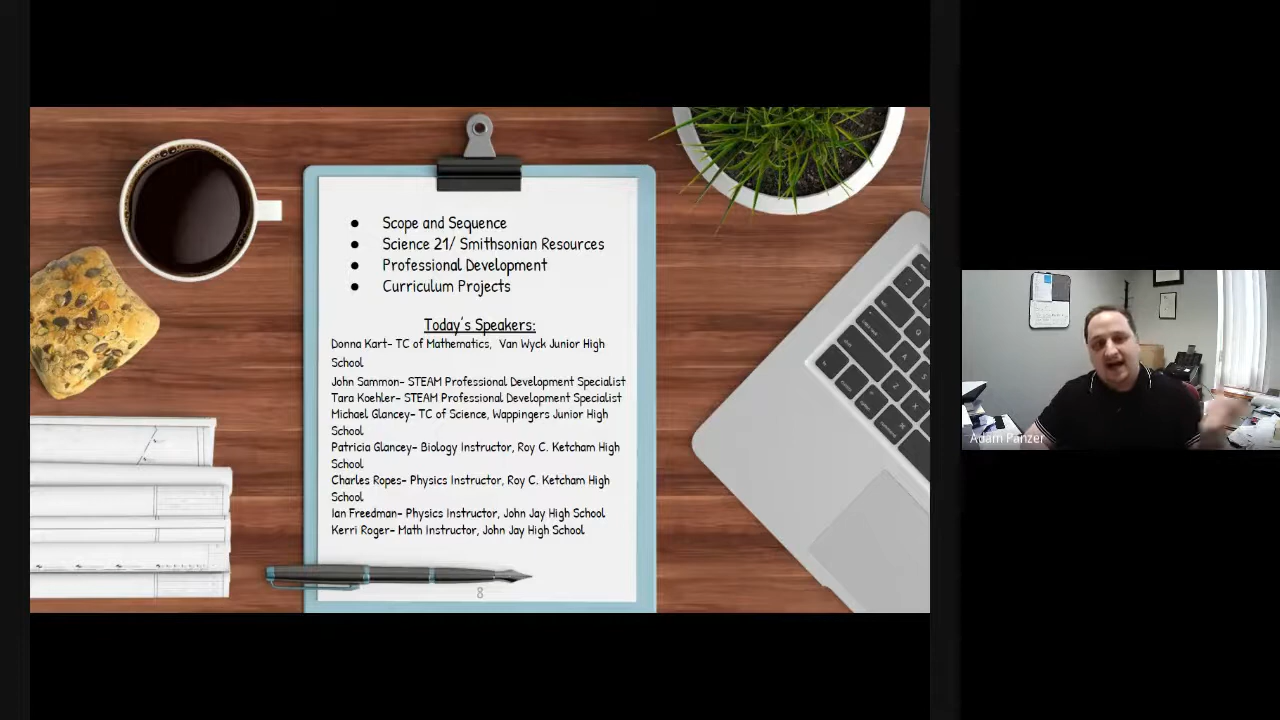 ● Scope and Sequence
● Science 21/ Smithsonian Resources
● Professional Development
● Curriculum Projects
Today's Speakers:
Donna Kart- TC of Mathematics, Van Wyck Junior High
School
John Sammon- STEAM Professional Development Specialist
Tara Koehler- STEAM Professional Development Specialist
Michael Glancey- TC of Science, Wappingers Junior High
School
Patricia Glancey- Biology Instructor, Roy C. Ketcham High
School
Charles Ropes- Physics Instructor, Roy C. Ketcham High
School
Ian Freedman- Physics Instructor, John Jay High School
Kerri Roger- Math Instructor, John Jay High School
8
Adam Panzer